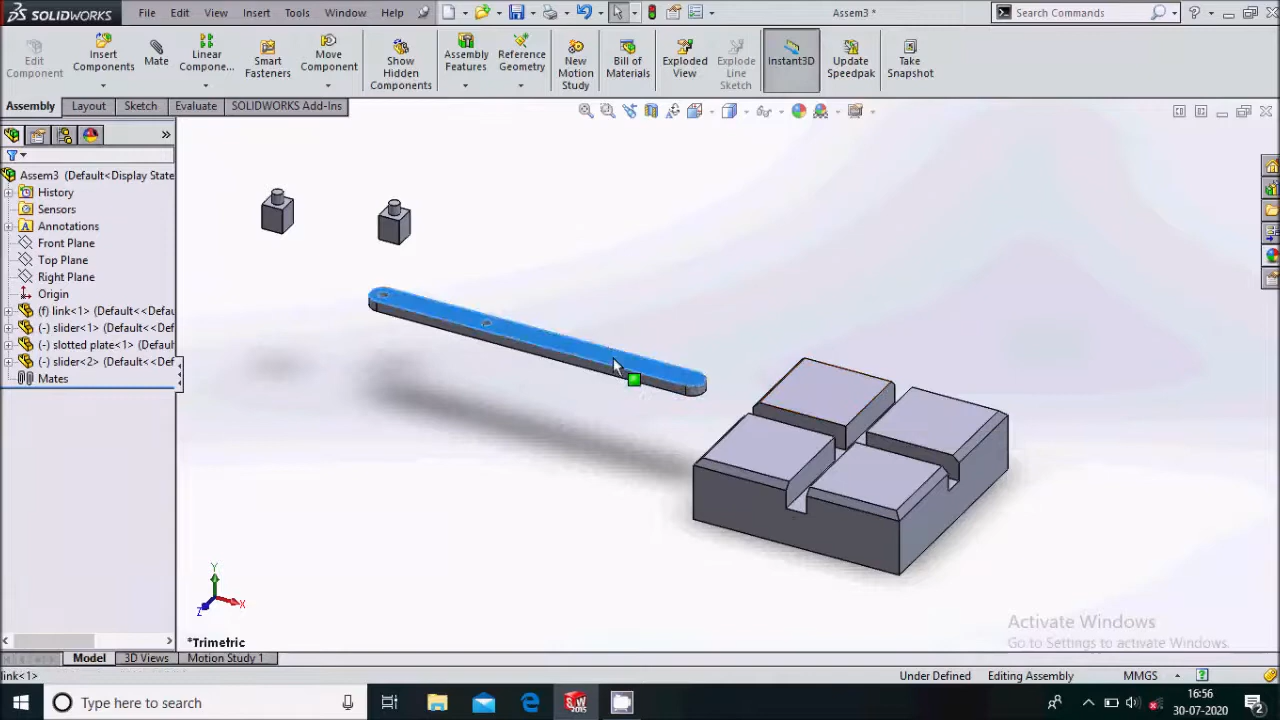 SOLIDWORKS File Edit View Insert Tools Window Help Assem3 * Search Commands
Edit Component
Insert Components
Mate
Linear Compone...
Smart Fasteners
Move Component
Show Hidden Components
Assembly Features
Reference Geometry
New Motion Study
Bill of Materials
Exploded View
Explode Line Sketch
Instant3D
Update Speedpak
Take Snapshot
Assembly Layout Sketch Evaluate SOLIDWORKS Add-Ins
Assem3 (Default<Display State
History
Sensors
Annotations
Front Plane
Top Plane
Right Plane
Origin
(f) link<1> (Default<<Defau
(-) slider<1> (Default<<Def
(-) slotted plate<1> (Defau
(-) slider<2> (Default<<Def
Mates
Y
X
Z
*Trimetric
Activate Windows
Go to Settings to activate Windows.
Model 3D Views Motion Study 1
link<1> Under Defined Editing Assembly MMGS
Type here to search
SW
2015
16:56
30-07-2020
2